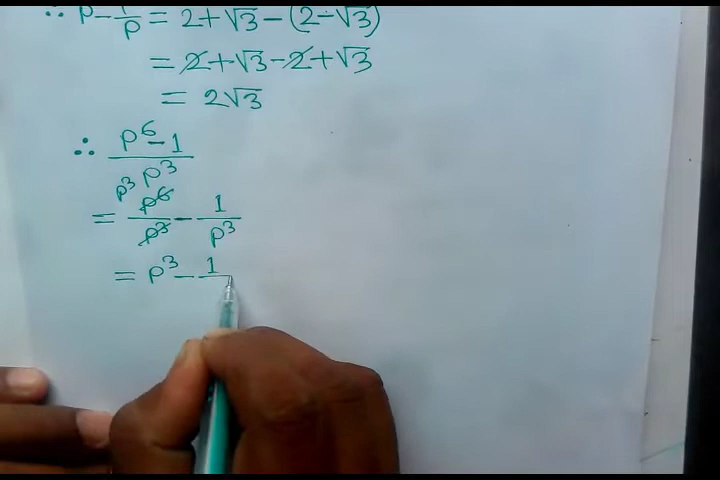 ∴ P - 1/P = 2+√3 - (2-√3)
= 2+√3 - 2+√3
= 2√3
∴ P⁶-1 / P³
= P³ P⁶/P³ - 1/P³
= P³ - 1